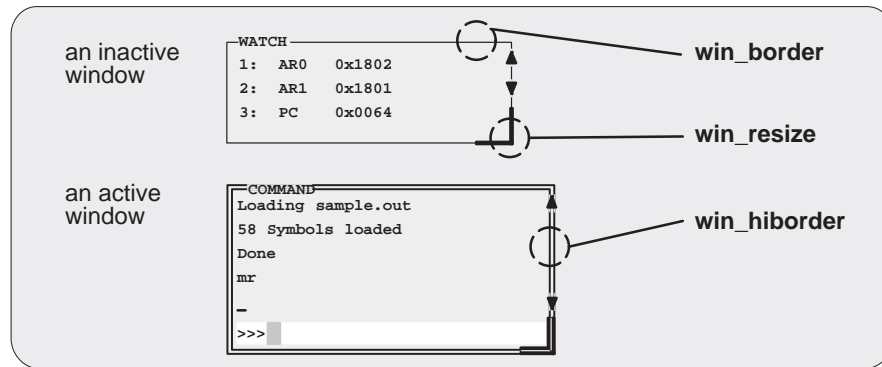 an inactive
window
WATCH
1: AR0 0x1802
2: AR1 0x1801
3: PC 0x0064
win_border
win_resize
an active
window
COMMAND
Loading sample.out
58 Symbols loaded
Done
mr
_
>>>
win_hiborder